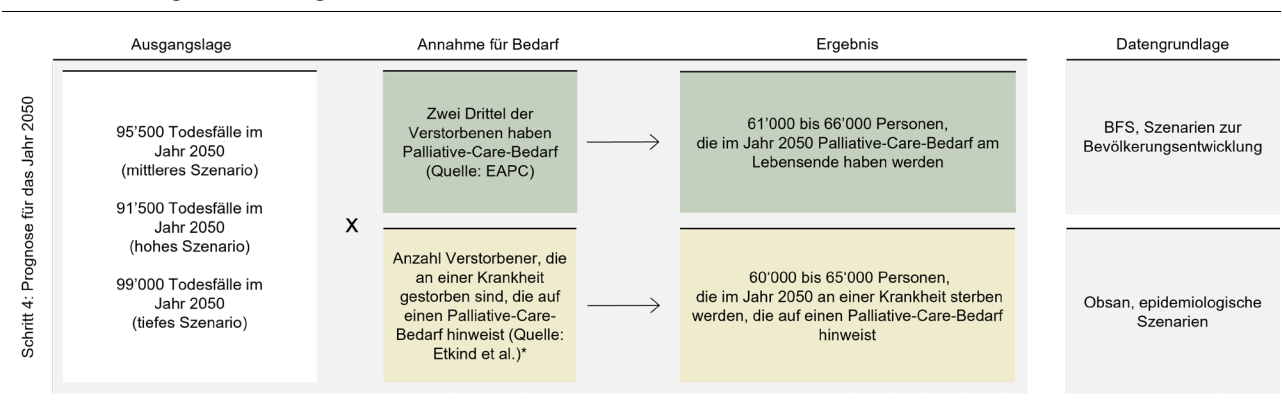 Ausgangslage
Annahme für Bedarf
Ergebnis
Datengrundlage
Schritt 4: Prognose für das Jahr 2050
95’500 Todesfälle im
Jahr 2050
(mittleres Szenario)
91’500 Todesfälle im
Jahr 2050
(hohes Szenario)
99’000 Todesfälle im
Jahr 2050
(tiefes Szenario)
x
Zwei Drittel der
Verstorbenen haben
Palliative-Care-Bedarf
(Quelle: EAPC)
61’000 bis 66’000 Personen,
die im Jahr 2050 Palliative-Care-Bedarf am
Lebensende haben werden
BFS, Szenarien zur
Bevölkerungsentwicklung
Anzahl Verstorbener, die
an einer Krankheit
gestorben sind, die auf
einen Palliative-Care-
Bedarf hinweist (Quelle:
Etkind et al.)*
60‘000 bis 65‘000 Personen,
die im Jahr 2050 an einer Krankheit sterben
werden, die auf einen Palliative-Care-Bedarf
hinweist
Obsan, epidemiologische
Szenarien